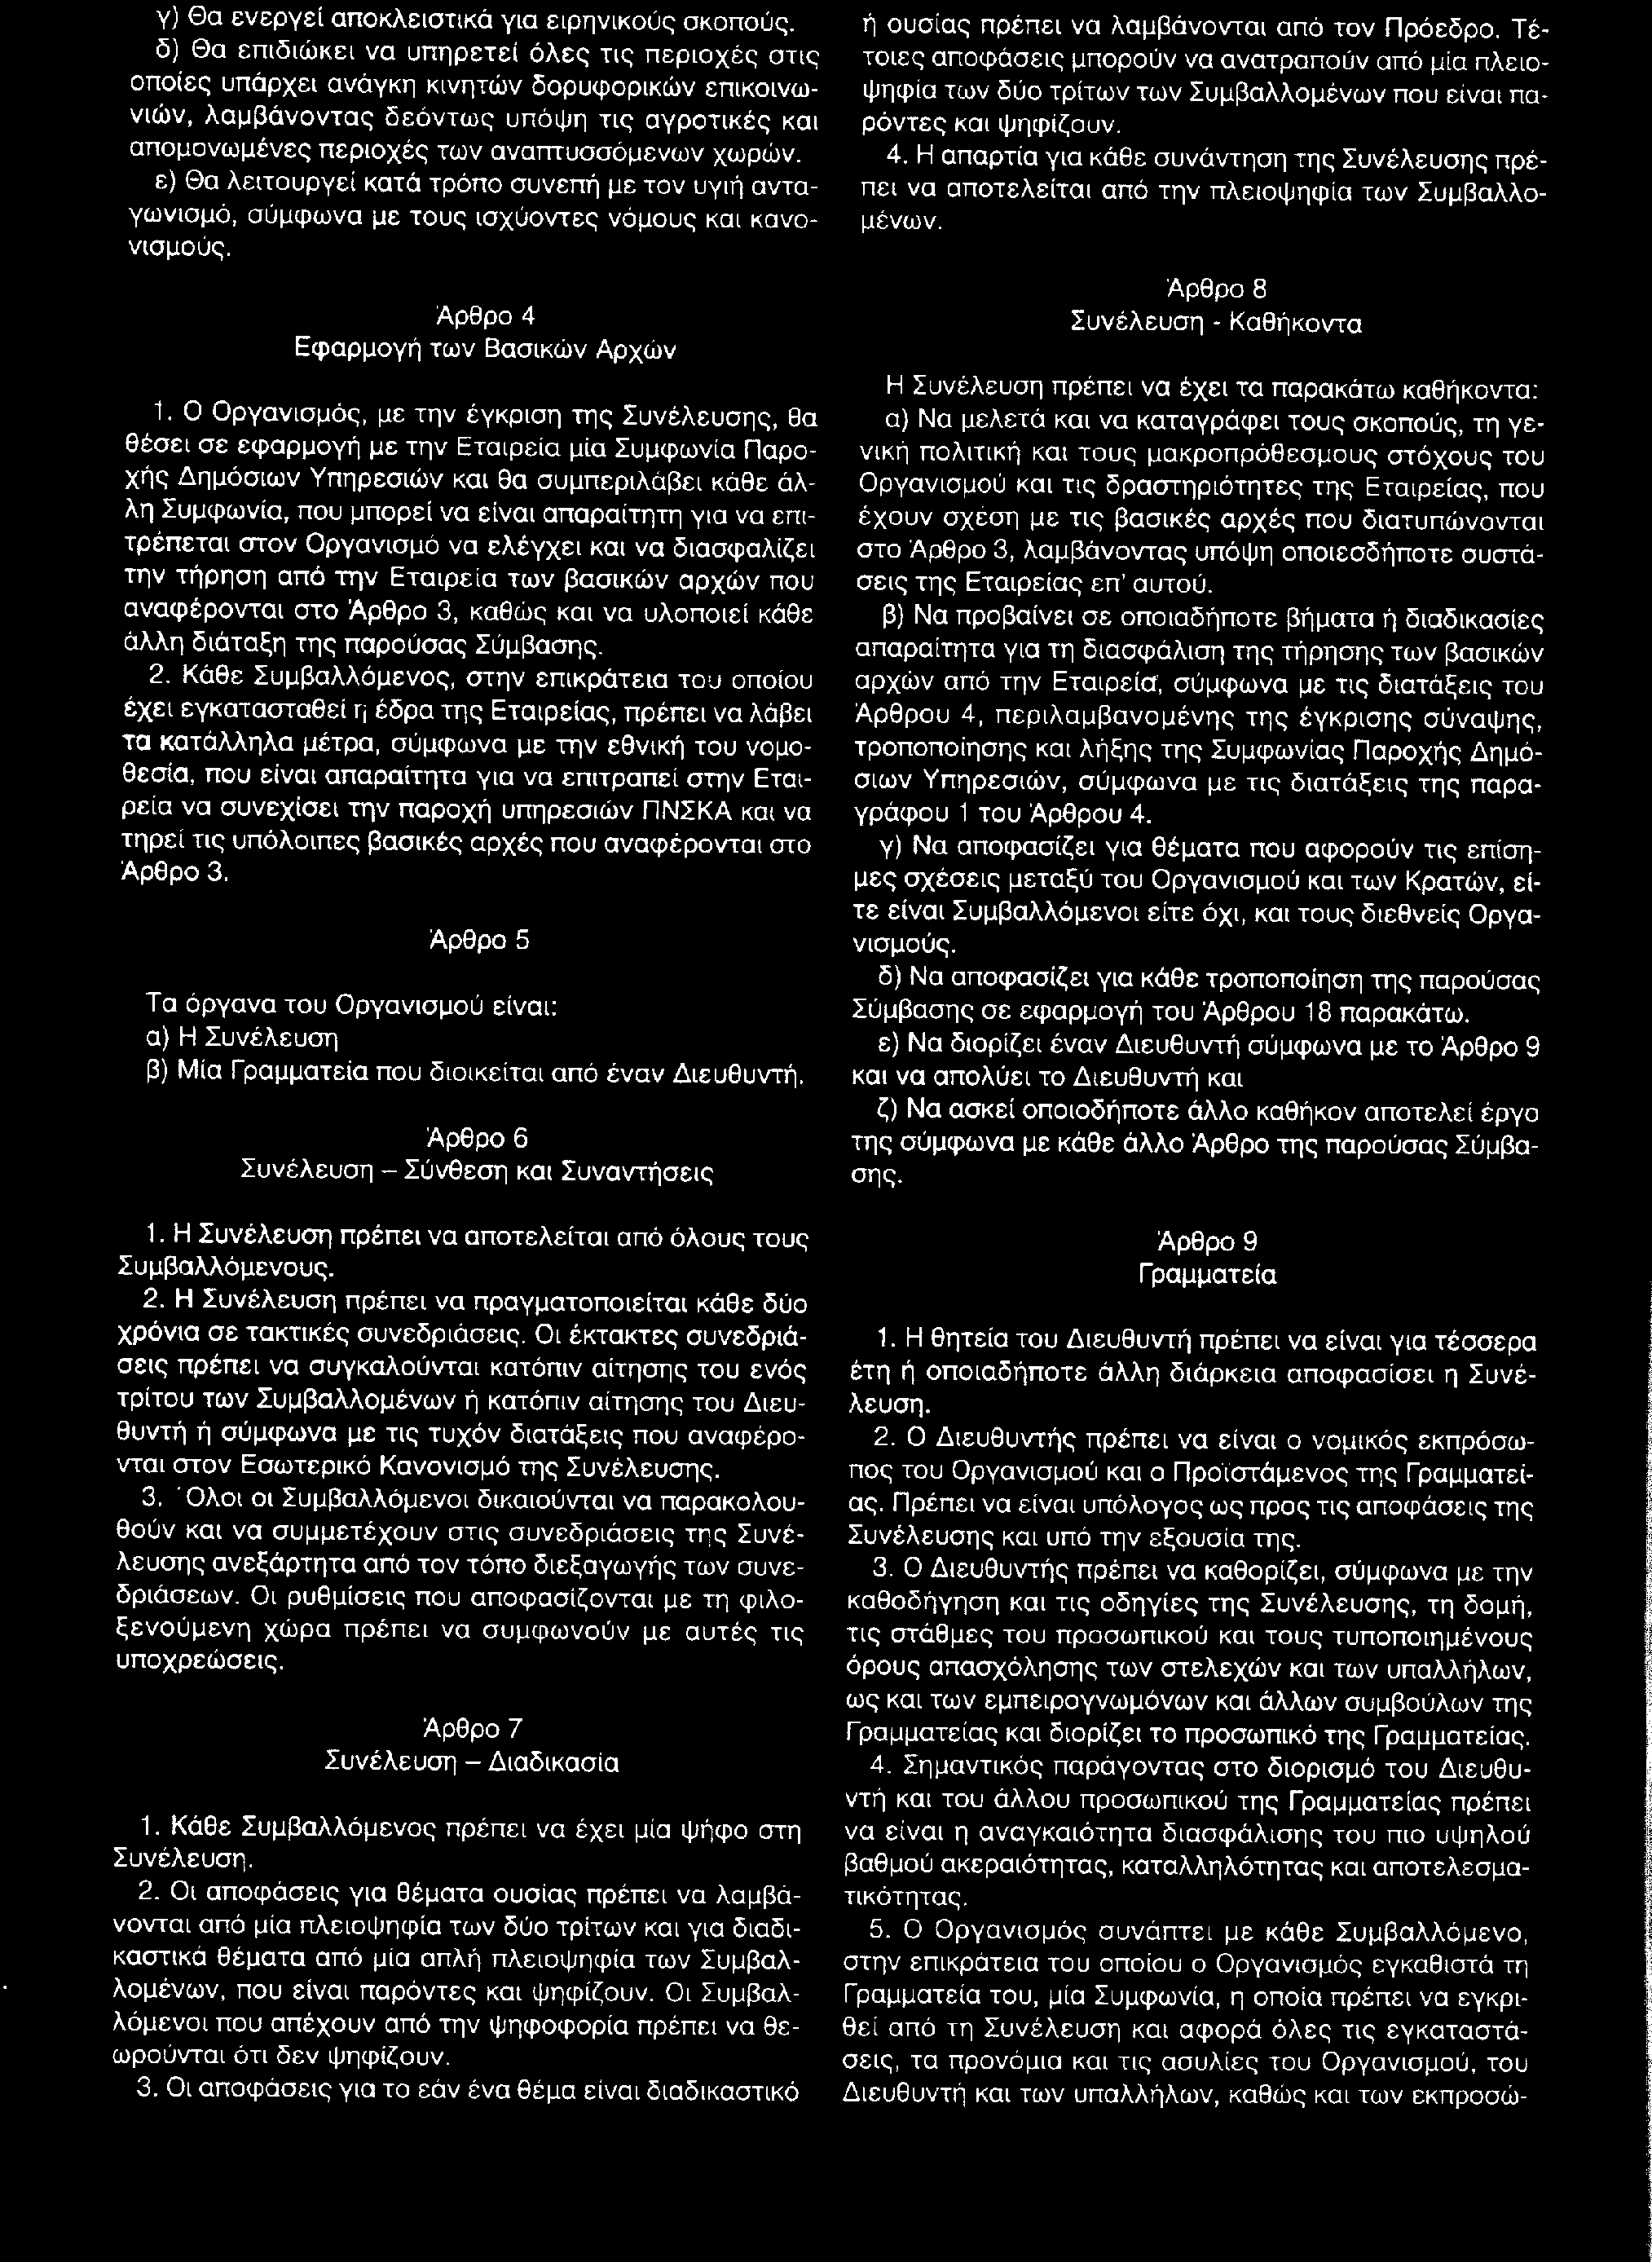 γ) Θα ενεργεί αποκλειστικά για ειρηνικούς σκοπούς.
δ) Θα επιδιώκει να υπηρετεί όλες τις περιοχές στις
οποίες υπάρχει ανάγκη κινητών δορυφορικών επικοινω-
νιών, λαμβάνοντας δεόντως υπόψη τις αγροτικές και
απομονωμένες περιοχές των αναπτυσσόμενων χωρών.
ε) Θα λειτουργεί κατά τρόπο συνεπή με τον υγιή αντα-
γωνισμό, σύμφωνα με τους ισχύοντες νόμους και κανο-
νισμούς.
Άρθρο 4
Εφαρμογή των Βασικών Αρχών
1. Ο Οργανισμός, με την έγκριση της Συνέλευσης, θα
θέσει σε εφαρμογή με την Εταιρεία μία Συμφωνία Παρο-
χής Δημόσιων Υπηρεσιών και θα συμπεριλάβει κάθε άλ-
λη Συμφωνία, που μπορεί να είναι απαραίτητη για να επι-
τρέπεται στον Οργανισμό να ελέγχει και να διασφαλίζει
την τήρηση από την Εταιρεία των βασικών αρχών που
αναφέρονται στο Άρθρο 3, καθώς και να υλοποιεί κάθε
άλλη διάταξη της παρούσας Σύμβασης.
2. Κάθε Συμβαλλόμενος, στην επικράτεια του οποίου
έχει εγκατασταθεί η έδρα της Εταιρείας, πρέπει να λάβει
τα κατάλληλα μέτρα, σύμφωνα με την εθνική του νομο-
θεσία, που είναι απαραίτητα για να επιτραπεί στην Εται-
ρεία να συνεχίσει την παροχή υπηρεσιών ΠΝΣΚΑ και να
τηρεί τις υπόλοιπες βασικές αρχές που αναφέρονται στο
Άρθρο 3.
Άρθρο 5
Τα όργανα του Οργανισμού είναι:
α) Η Συνέλευση
β) Μία Γραμματεία που διοικείται από έναν Διευθυντή.
Άρθρο 6
Συνέλευση – Σύνθεση και Συναντήσεις
1. Η Συνέλευση πρέπει να αποτελείται από όλους τους
Συμβαλλόμενους.
2. Η Συνέλευση πρέπει να πραγματοποιείται κάθε δύο
χρόνια σε τακτικές συνεδριάσεις. Οι έκτακτες συνεδριά-
σεις πρέπει να συγκαλούνται κατόπιν αίτησης του ενός
τρίτου των Συμβαλλομένων ή κατόπιν αίτησης του Διευ-
θυντή ή σύμφωνα με τις τυχόν διατάξεις που αναφέρο-
νται στον Εσωτερικό Κανονισμό της Συνέλευσης.
3. Όλοι οι Συμβαλλόμενοι δικαιούνται να παρακολου-
θούν και να συμμετέχουν στις συνεδριάσεις της Συνέ-
λευσης ανεξάρτητα από τον τόπο διεξαγωγής των συνε-
δριάσεων. Οι ρυθμίσεις που αποφασίζονται με τη φιλο-
ξενούμενη χώρα πρέπει να συμφωνούν με αυτές τις
υποχρεώσεις.
Άρθρο 7
Συνέλευση – Διαδικασία
1. Κάθε Συμβαλλόμενος πρέπει να έχει μία ψήφο στη
Συνέλευση.
2. Οι αποφάσεις για θέματα ουσίας πρέπει να λαμβά-
νονται από μία πλειοψηφία των δύο τρίτων και για διαδι-
καστικά θέματα από μία απλή πλειοψηφία των Συμβαλ-
λομένων, που είναι παρόντες και ψηφίζουν. Οι Συμβαλ-
λόμενοι που απέχουν από την ψηφοφορία πρέπει να θε-
ωρούνται ότι δεν ψηφίζουν.
3. Οι αποφάσεις για το εάν ένα θέμα είναι διαδικαστικό
ή ουσίας πρέπει να λαμβάνονται από τον Πρόεδρο. Τέ-
τοιες αποφάσεις μπορούν να ανατραπούν από μία πλειο-
ψηφία των δύο τρίτων των Συμβαλλομένων που είναι πα-
ρόντες και ψηφίζουν.
4. Η απαρτία για κάθε συνάντηση της Συνέλευσης πρέ-
πει να αποτελείται από την πλειοψηφία των Συμβαλλο-
μένων.
Άρθρο 8
Συνέλευση - Καθήκοντα
Η Συνέλευση πρέπει να έχει τα παρακάτω καθήκοντα:
α) Να μελετά και να καταγράφει τους σκοπούς, τη γε-
νική πολιτική και τους μακροπρόθεσμους στόχους του
Οργανισμού και τις δραστηριότητες της Εταιρείας, που
έχουν σχέση με τις βασικές αρχές που διατυπώνονται
στο Άρθρο 3, λαμβάνοντας υπόψη οποιεσδήποτε συστά-
σεις της Εταιρείας επ' αυτού.
β) Να προβαίνει σε οποιαδήποτε βήματα ή διαδικασίες
απαραίτητα για τη διασφάλιση της τήρησης των βασικών
αρχών από την Εταιρεία, σύμφωνα με τις διατάξεις του
Άρθρου 4, περιλαμβανομένης της έγκρισης σύναψης,
τροποποίησης και λήξης της Συμφωνίας Παροχής Δημό-
σιων Υπηρεσιών, σύμφωνα με τις διατάξεις της παρα-
γράφου 1 του Άρθρου 4.
γ) Να αποφασίζει για θέματα που αφορούν τις επίση-
μες σχέσεις μεταξύ του Οργανισμού και των Κρατών, εί-
τε είναι Συμβαλλόμενοι είτε όχι, και τους διεθνείς Οργα-
νισμούς.
δ) Να αποφασίζει για κάθε τροποποίηση της παρούσας
Σύμβασης σε εφαρμογή του Άρθρου 18 παρακάτω.
ε) Να διορίζει έναν Διευθυντή σύμφωνα με το Άρθρο 9
και να απολύει το Διευθυντή και
ζ) Να ασκεί οποιοδήποτε άλλο καθήκον αποτελεί έργο
της σύμφωνα με κάθε άλλο Άρθρο της παρούσας Σύμβα-
σης.
Άρθρο 9
Γραμματεία
1. Η θητεία του Διευθυντή πρέπει να είναι για τέσσερα
έτη ή οποιαδήποτε άλλη διάρκεια αποφασίσει η Συνέ-
λευση.
2. Ο Διευθυντής πρέπει να είναι ο νομικός εκπρόσω-
πος του Οργανισμού και ο Προϊστάμενος της Γραμματεί-
ας. Πρέπει να είναι υπόλογος ως προς τις αποφάσεις της
Συνέλευσης και υπό την εξουσία της.
3. Ο Διευθυντής πρέπει να καθορίζει, σύμφωνα με την
καθοδήγηση και τις οδηγίες της Συνέλευσης, τη δομή,
τις στάθμες του προσωπικού και τους τυποποιημένους
όρους απασχόλησης των στελεχών και των υπαλλήλων,
ως και των εμπειρογνωμόνων και άλλων συμβούλων της
Γραμματείας και διορίζει το προσωπικό της Γραμματείας.
4. Σημαντικός παράγοντας στο διορισμό του Διευθυ-
ντή και του άλλου προσωπικού της Γραμματείας πρέπει
να είναι η αναγκαιότητα διασφάλισης του πιο υψηλού
βαθμού ακεραιότητας, καταλληλότητας και αποτελεσμα-
τικότητας.
5. Ο Οργανισμός συνάπτει με κάθε Συμβαλλόμενο,
στην επικράτεια του οποίου ο Οργανισμός εγκαθιστά τη
Γραμματεία του, μία Συμφωνία, η οποία πρέπει να εγκρι-
θεί από τη Συνέλευση και αφορά όλες τις εγκαταστά-
σεις, τα προνόμια και τις ασυλίες του Οργανισμού, του
Διευθυντή και των υπαλλήλων, καθώς και των εκπροσώ-